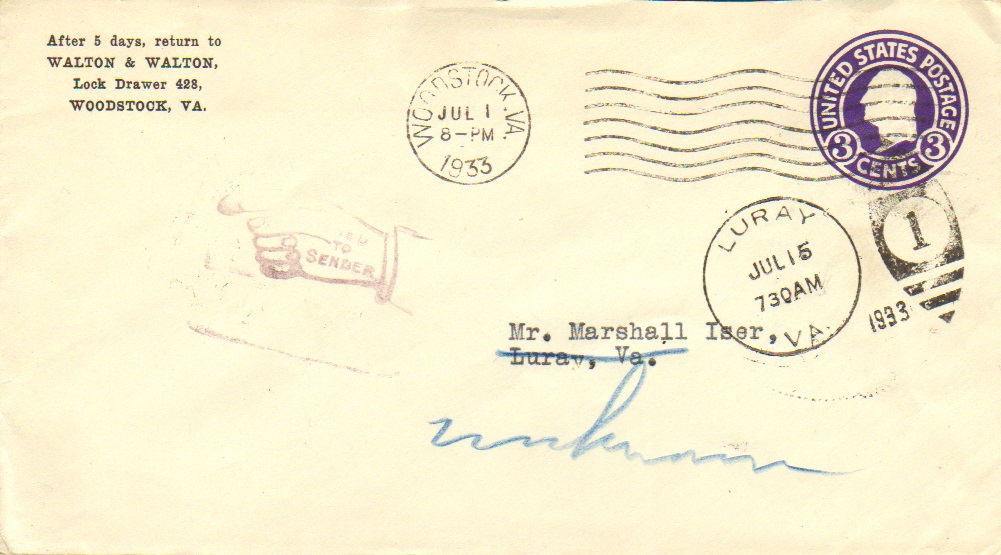 After 5 days, return to
WALTON & WALTON,
Lock Drawer 428,
WOODSTOCK, VA.
WOODSTOCK, VA.
JUL 1
8-PM
1933
UNITED STATES POSTAGE
3 CENTS 3
LURAY
JUL 15
730AM
VA.
1
1933
TO
SENDER
Mr. Marshall Iser,
Luray, Va.
unknown